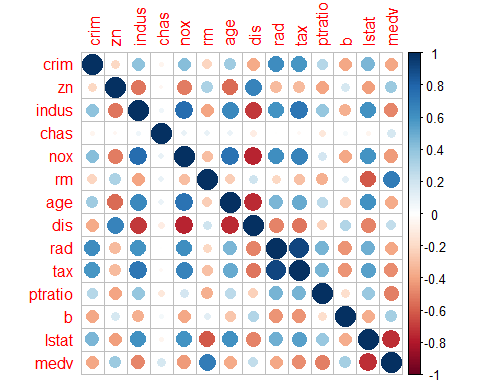 crim zn indus chas nox rm age dis rad tax ptratio b lstat medv
crim
zn
indus
chas
nox
rm
age
dis
rad
tax
ptratio
b
lstat
medv
1
0.8
0.6
0.4
0.2
0
-0.2
-0.4
-0.6
-0.8
-1